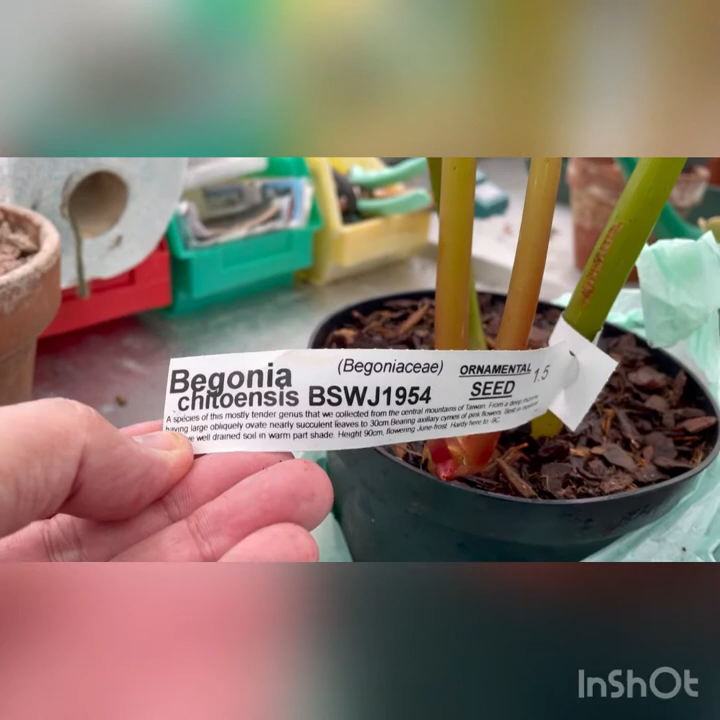 Begonia (Begoniaceae) ORNAMENTAL
chitoensis BSWJ1954 SEED 1.5
A species of this mostly tender genus that we collected from the central mountains of Taiwan. From a deep
having large obliquely ovate nearly succulent leaves to 30cm. Bearing axillary cymes of pink flowers. Best in
well drained soil in warm part shade. Height 90cm, flowering June-frost. Hardy here to
InShOt